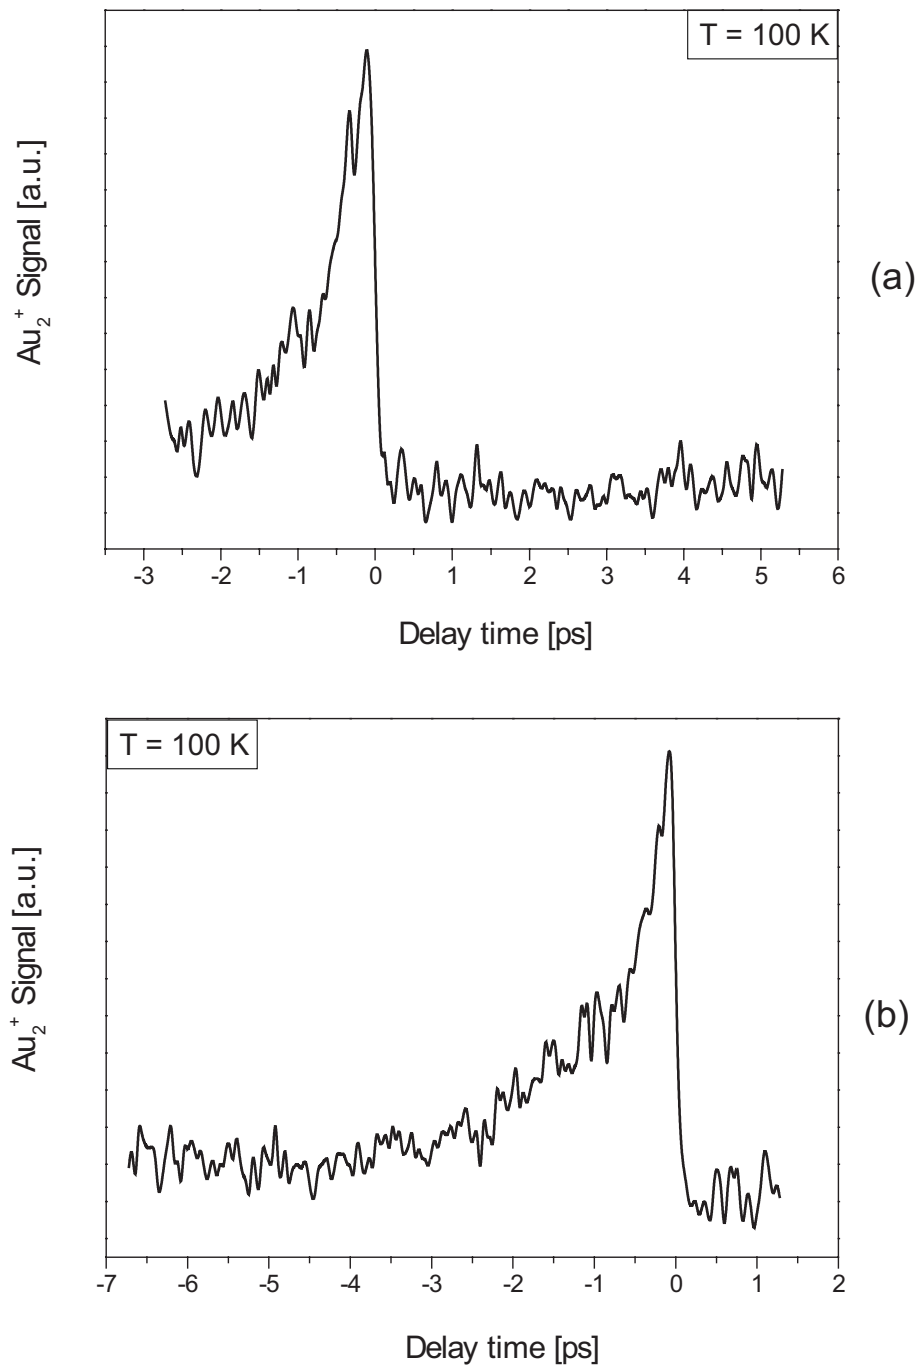 T = 100 K
Au₂⁺ Signal [a.u.]
(a)
-3 -2 -1 0 1 2 3 4 5 6
Delay time [ps]
T = 100 K
Au₂⁺ Signal [a.u.]
(b)
-7 -6 -5 -4 -3 -2 -1 0 1 2
Delay time [ps]